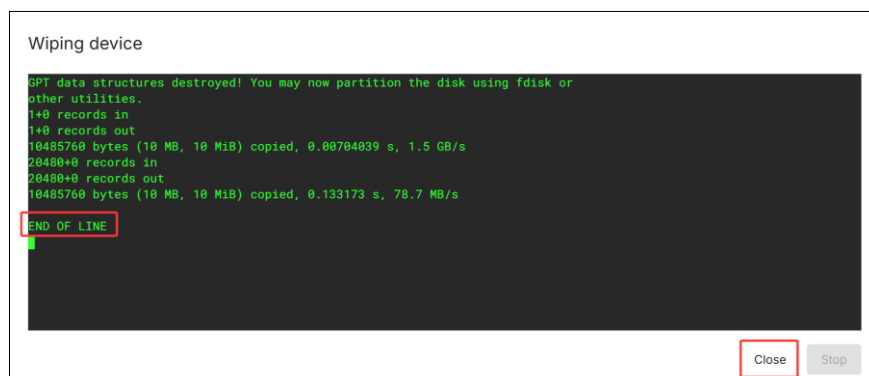 Wiping device
GPT data structures destroyed! You may now partition the disk using fdisk or
other utilities.
1+0 records in
1+0 records out
10485760 bytes (10 MB, 10 MiB) copied, 0.00704039 s, 1.5 GB/s
20480+0 records in
20480+0 records out
10485760 bytes (10 MB, 10 MiB) copied, 0.133173 s, 78.7 MB/s
END OF LINE
Close Stop